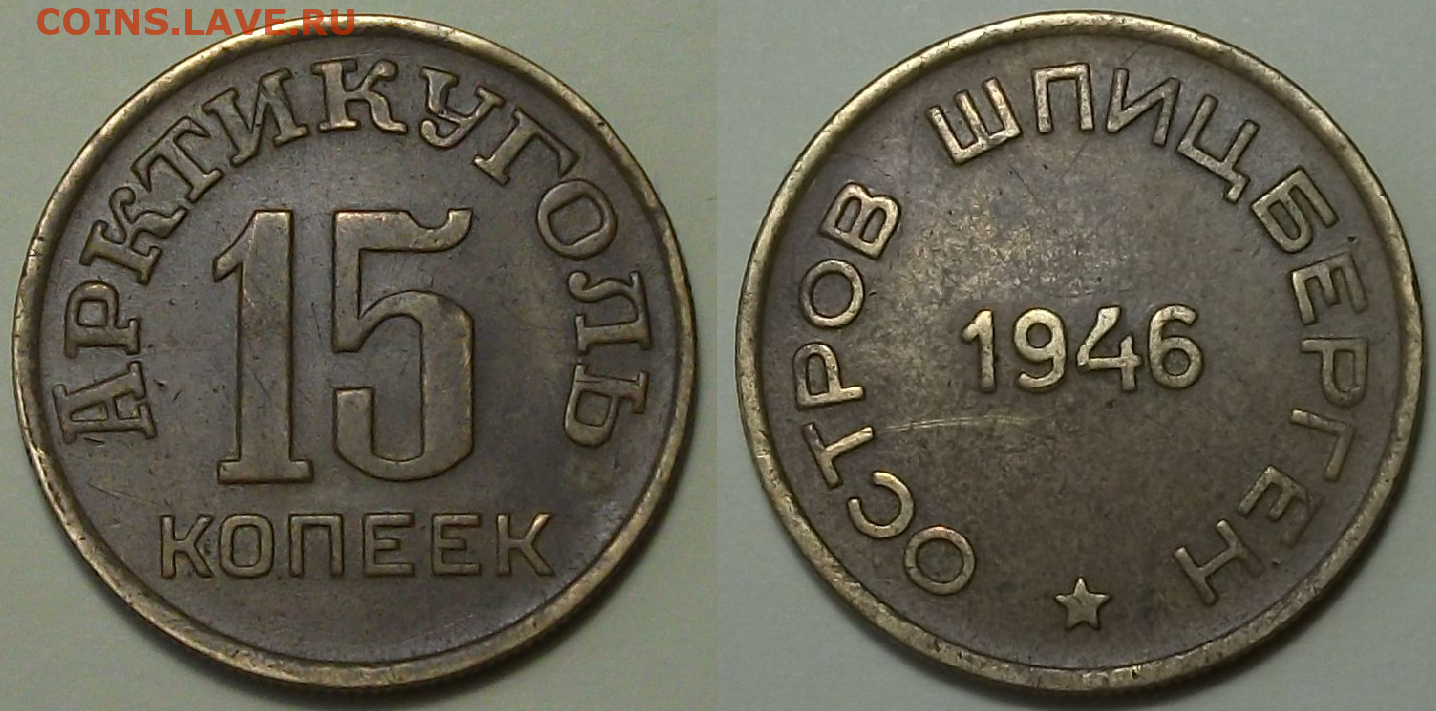 COINS.LAVE.RU
АРКТИКУГОЛЬ
15
КОПЕЕК
ОСТРОВ ШПИЦБЕРГЕН
1946